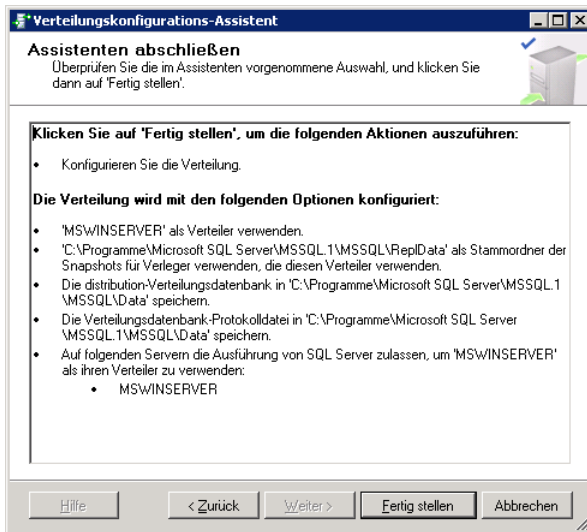 Verteilungskonfigurations-Assistent
Assistenten abschließen
Überprüfen Sie die im Assistenten vorgenommene Auswahl, und klicken Sie
dann auf 'Fertig stellen'.
Klicken Sie auf 'Fertig stellen', um die folgenden Aktionen auszuführen:
• Konfigurieren Sie die Verteilung.
Die Verteilung wird mit den folgenden Optionen konfiguriert:
• 'MSWINSERVER' als Verteiler verwenden.
• 'C:\Programme\Microsoft SQL Server\MSSQL.1\MSSQL\ReplData' als Stammordner der
Snapshots für Verleger verwenden, die diesen Verteiler verwenden.
• Die distribution-Verteilungsdatenbank in 'C:\Programme\Microsoft SQL Server\MSSQL.1
\MSSQL\Data' speichern.
• Die Verteilungsdatenbank-Protokolldatei in 'C:\Programme\Microsoft SQL Server
\MSSQL.1\MSSQL\Data' speichern.
• Auf folgenden Servern die Ausführung von SQL Server zulassen, um 'MSWINSERVER'
als ihren Verteiler zu verwenden:
• MSWINSERVER
Hilfe
< Zurück
Weiter >
Fertig stellen
Abbrechen